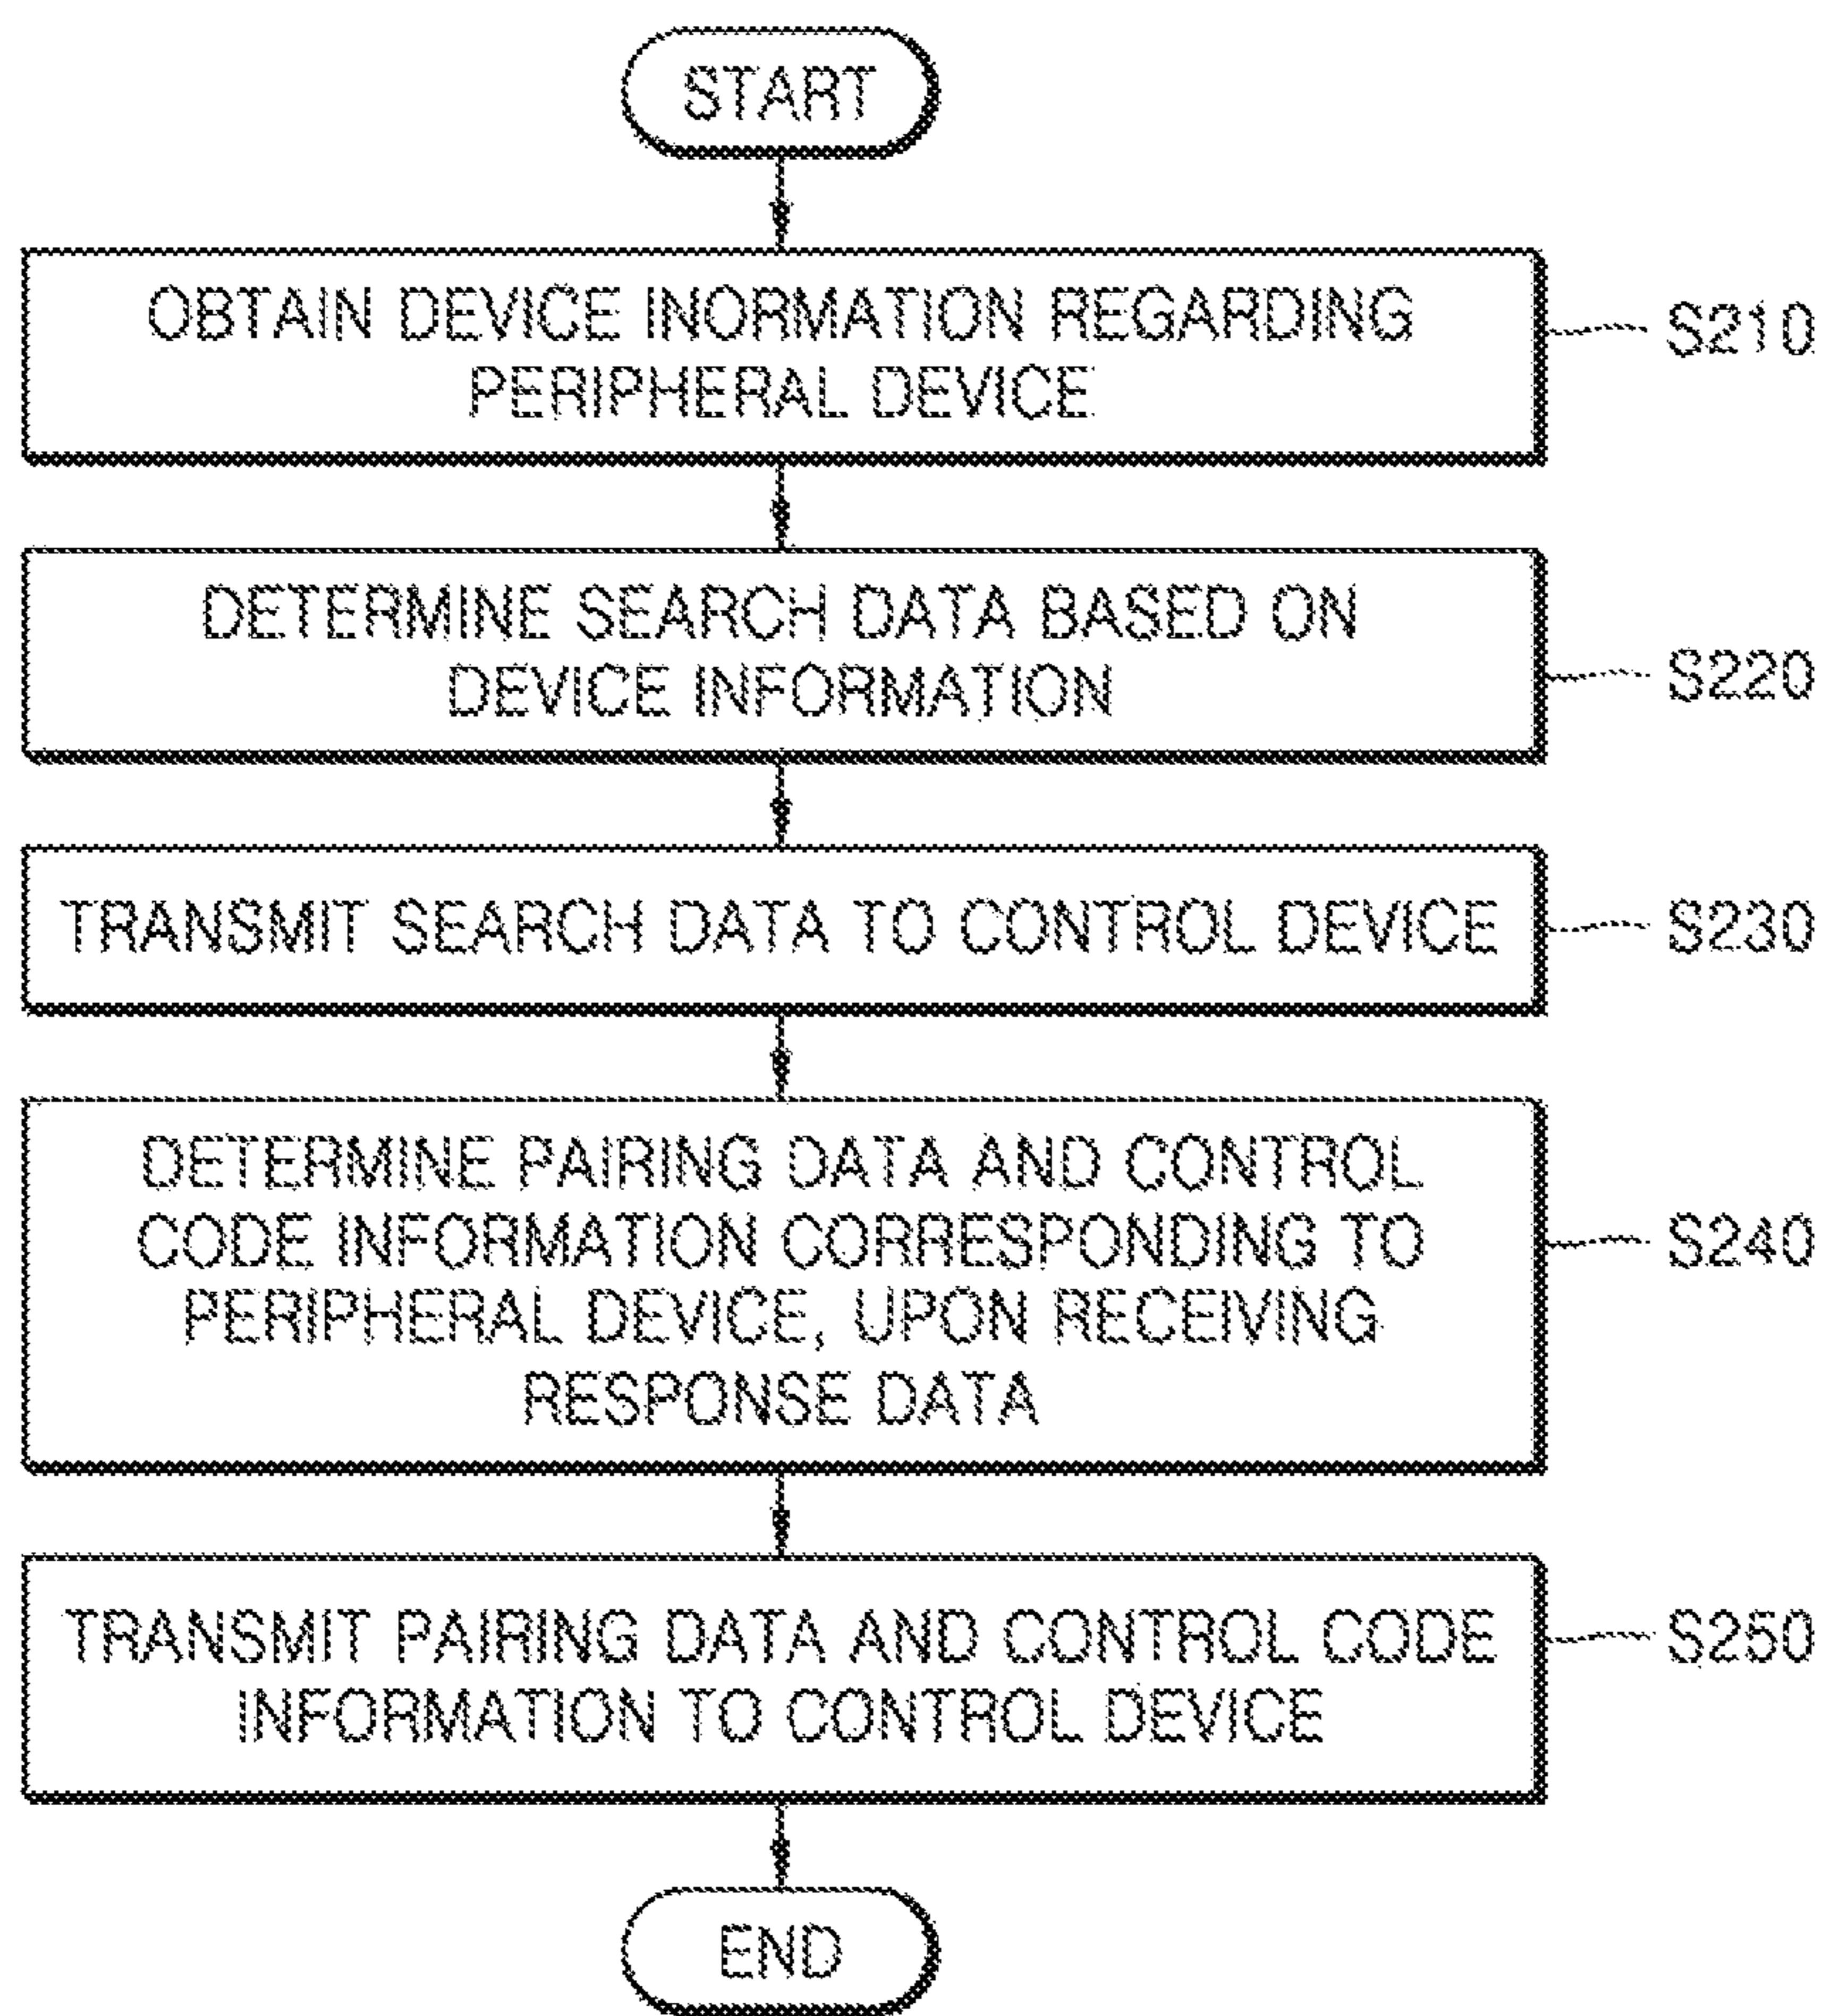 START
OBTAIN DEVICE INORMATION REGARDING
PERIPHERAL DEVICE
S210
DETERMINE SEARCH DATA BASED ON
DEVICE INFORMATION
S220
TRANSMIT SEARCH DATA TO CONTROL DEVICE
S230
DETERMINE PAIRING DATA AND CONTROL
CODE INFORMATION CORRESPONDING TO
PERIPHERAL DEVICE, UPON RECEIVING
RESPONSE DATA
S240
TRANSMIT PAIRING DATA AND CONTROL CODE
INFORMATION TO CONTROL DEVICE
S250
END